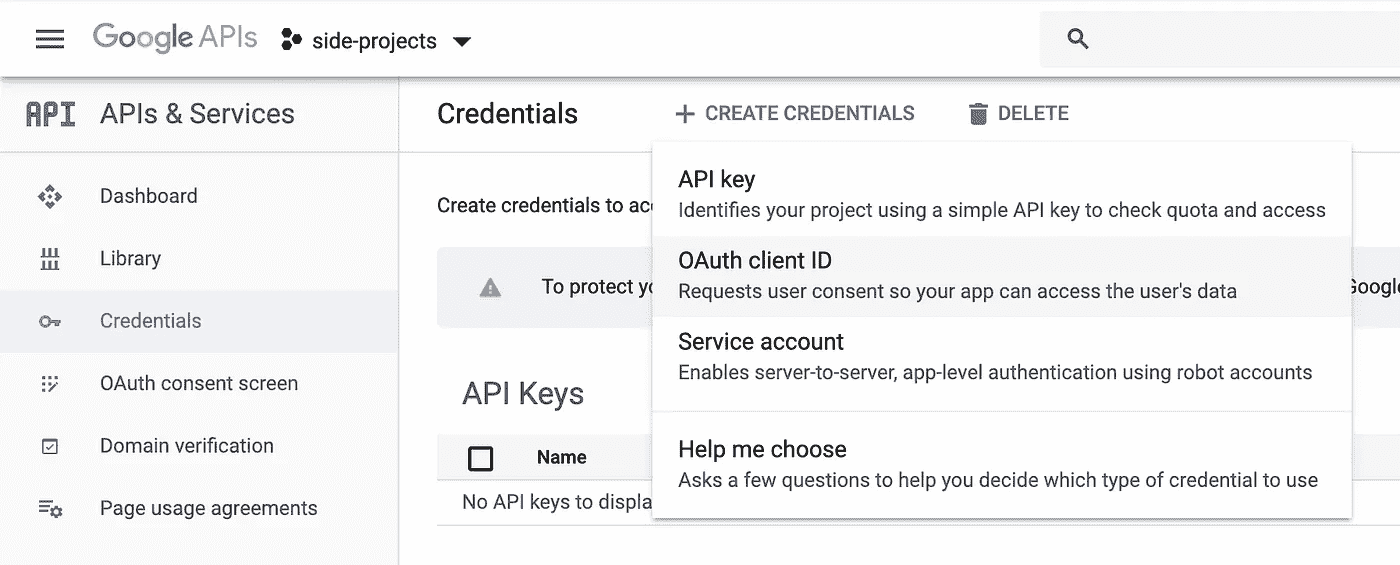 Google APIs side-projects
API APIs & Services
Credentials CREATE CREDENTIALS DELETE
Dashboard
Library
Credentials
OAuth consent screen
Domain verification
Page usage agreements
Create credentials to
To protect
API Keys
Name
No API keys to displa
API key
Identifies your project using a simple API key to check quota and access
OAuth client ID
Requests user consent so your app can access the user's data
Service account
Enables server-to-server, app-level authentication using robot accounts
Help me choose
Asks a few questions to help you decide which type of credential to use